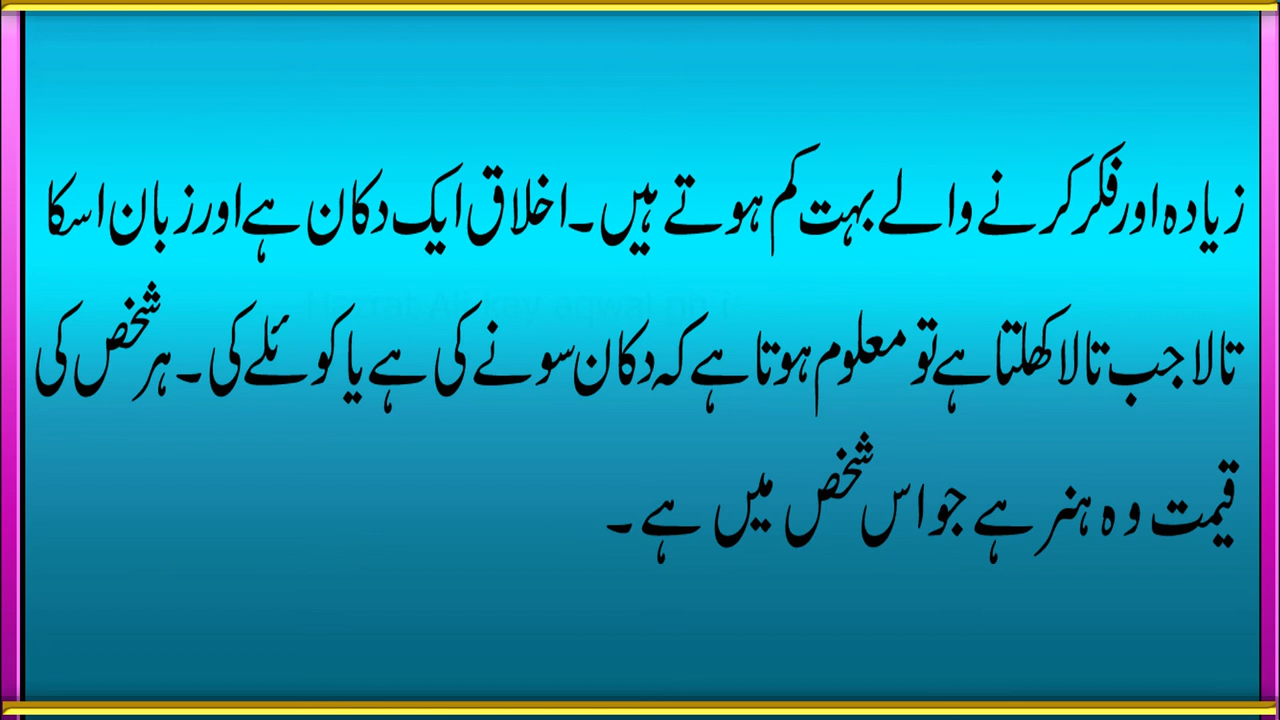 زیادہ اور فکر کرنے والے بہت کم ہوتے ہیں۔ اخلاق ایک دکان ہے اور زبان اسکا
تالا جب تالا کھلتا ہے تو معلوم ہوتا ہے کہ دکان سونے کی ہے یا کوئلے کی۔ ہر شخص کی
قیمت وہ ہنر ہے جو اس شخص میں ہے۔